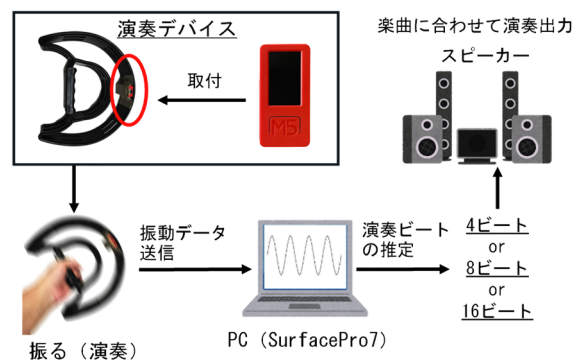 演奏デバイス
取付
M5
楽曲に合わせて演奏出力
スピーカー
振動データ
送信
演奏ビート
の推定
4ビート
or
8ビート
or
16ビート
振る（演奏）
PC（SurfacePro7）